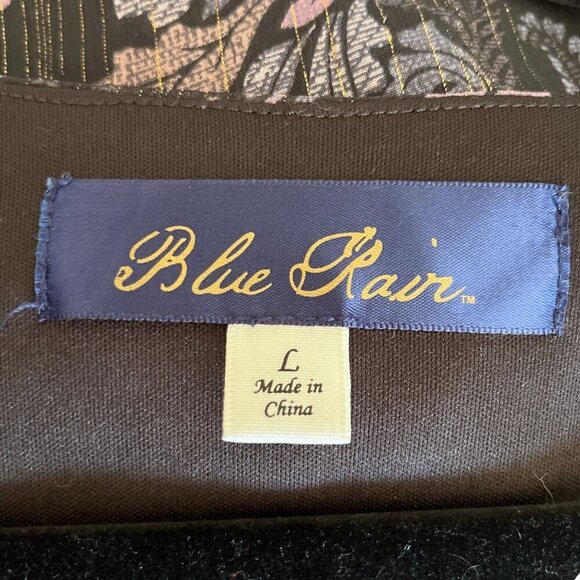 Blue Rain™
L
Made in
China